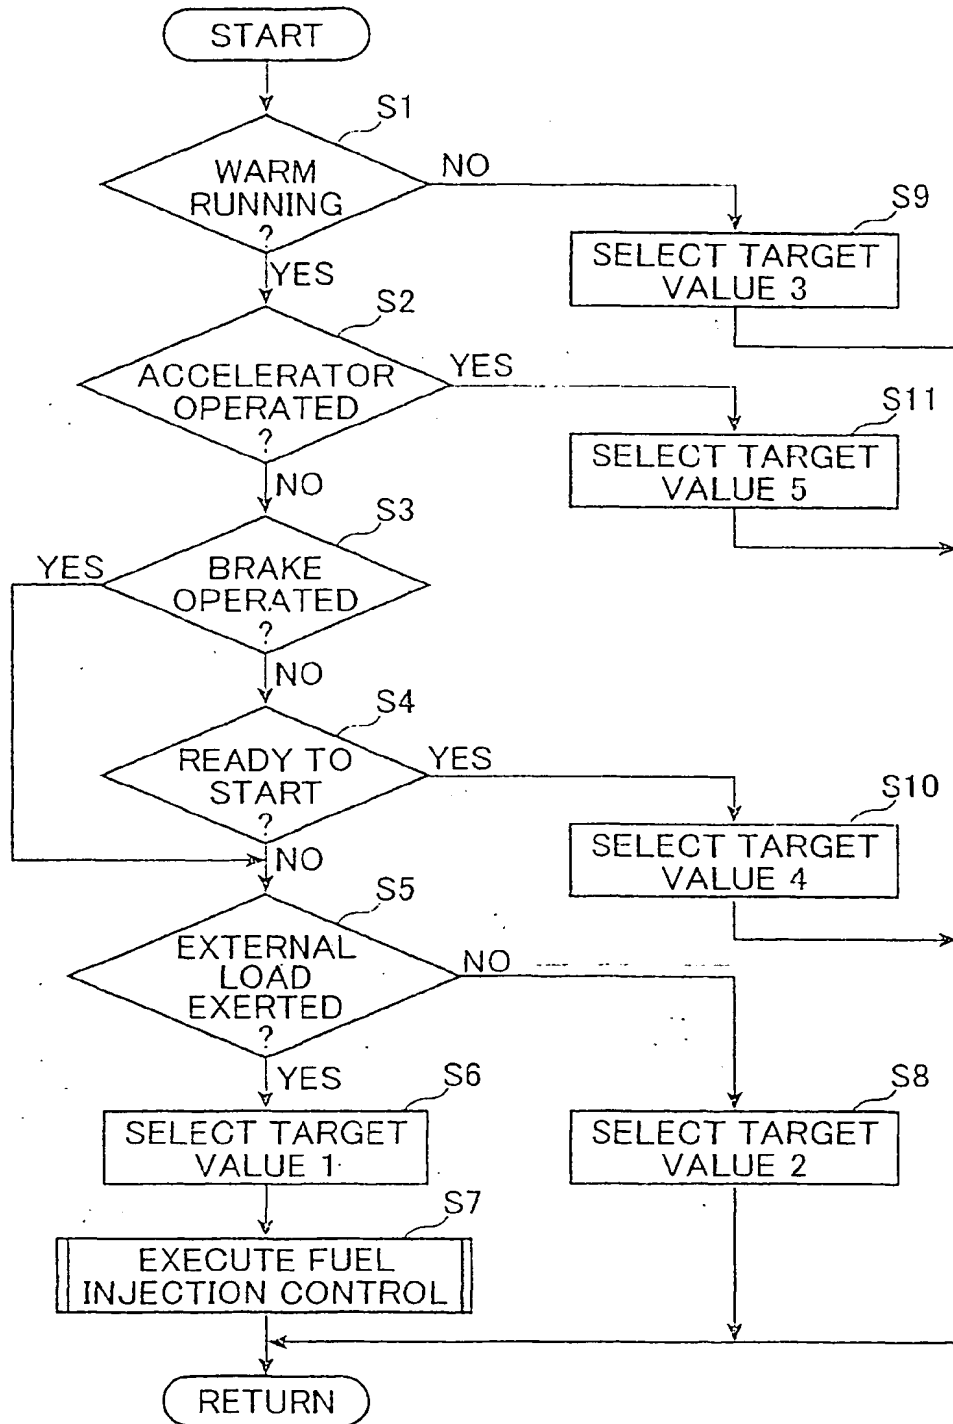 START
S1
WARM
RUNNING
?
NO
YES
S9
SELECT TARGET
VALUE 3
S2
ACCELERATOR
OPERATED
?
YES
NO
S11
SELECT TARGET
VALUE 5
S3
YES
BRAKE
OPERATED
?
NO
S4
READY TO
START
?
YES
NO
S10
SELECT TARGET
VALUE 4
S5
EXTERNAL
LOAD
EXERTED
?
NO
YES
S6
SELECT TARGET
VALUE 1
S8
SELECT TARGET
VALUE 2
S7
EXECUTE FUEL
INJECTION CONTROL
RETURN